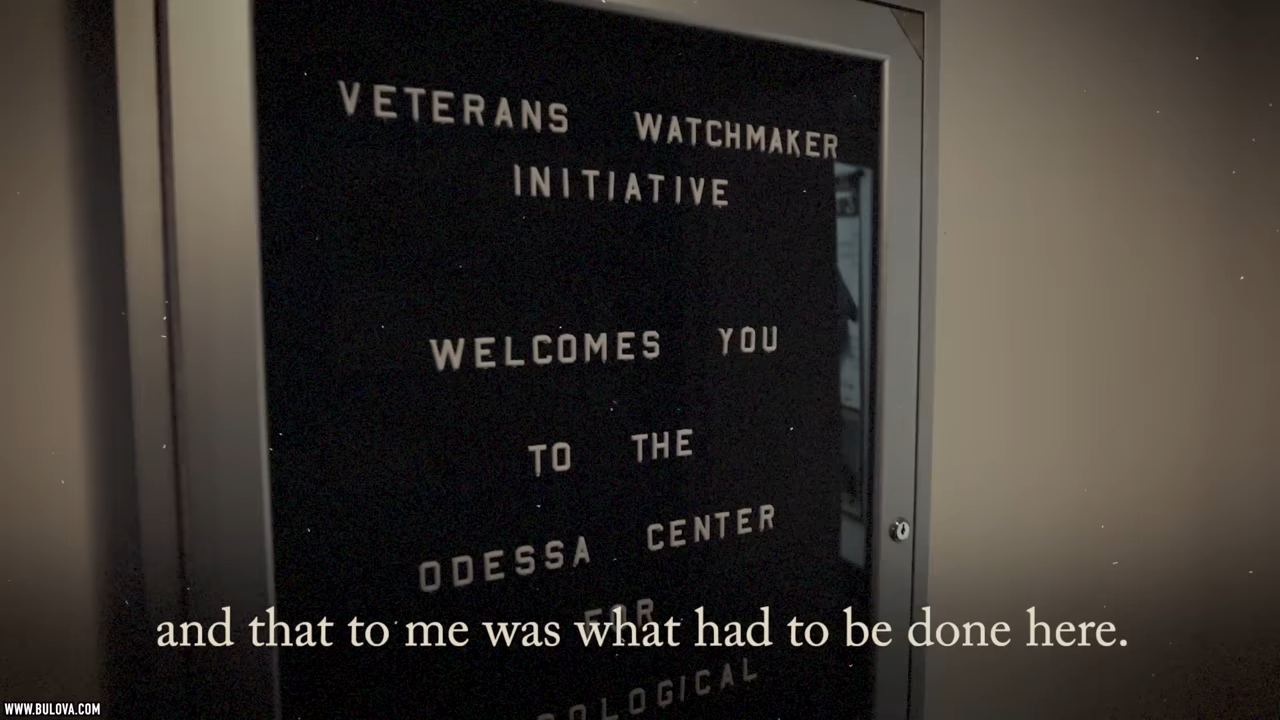 VETERANS WATCHMAKER
INITIATIVE
WELCOMES YOU
TO THE
ODESSA CENTER
FOR
and that to me was what had to be done here.
WWW.BULOVA.COM